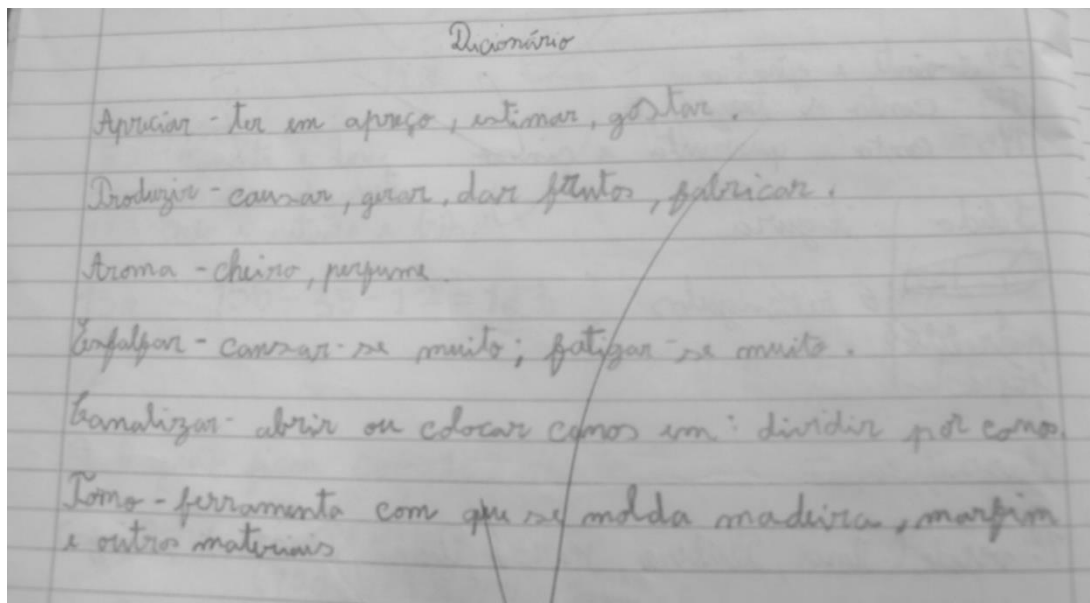 Dicionário
Apreciar - ter em apreço, estimar, gostar.
Produzir - causar, gerar, dar frutos, fabricar.
Aroma - cheiro, perfume.
Esfalfar - cansar-se muito; fatigar-se muito.
Canalizar - abrir ou colocar canos em: dividir por canos.
Torno - ferramenta com que se molda madeira, marfim
e outros materiais